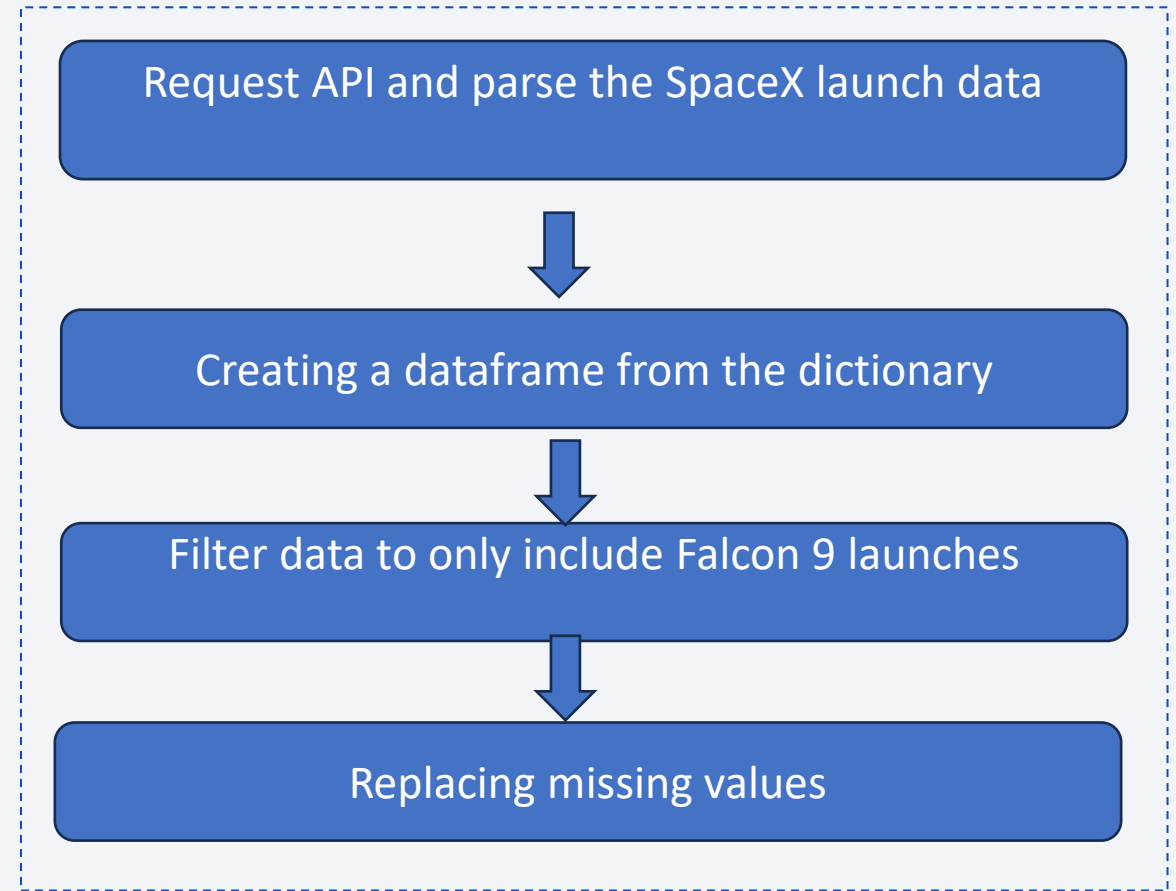 Request API and parse the SpaceX launch data
Creating a dataframe from the dictionary
Filter data to only include Falcon 9 launches
Replacing missing values